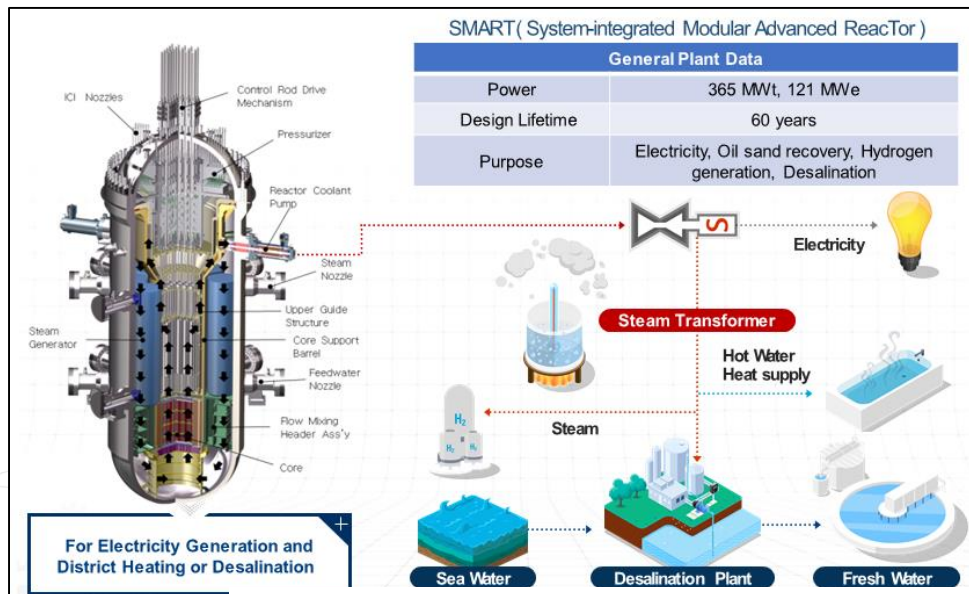 SMART( System-integrated Modular Advanced ReacTor )
General Plant Data
Power 365 MWt, 121 MWe
Design Lifetime 60 years
Purpose Electricity, Oil sand recovery, Hydrogen
generation, Desalination
ICI Nozzles
Control Rod Drive
Mechanism
Pressurizer
Reactor Coolant
Pump
Steam
Nozzle
Upper Guide
Structure
Steam
Generator
Core Support
Barrel
Feedwater
Nozzle
Flow Mixing
Header Ass'y
Core
For Electricity Generation and
District Heating or Desalination
S
Electricity
Steam Transformer
Hot Water
Heat supply
H₂
H₂ H₂
Steam
Sea Water
Desalination Plant
Fresh Water